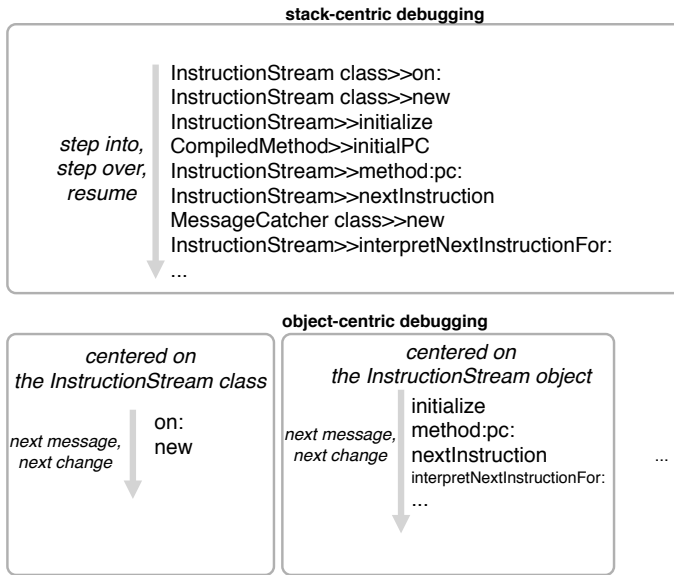 stack-centric debugging
step into,
step over,
resume
InstructionStream class>>on:
InstructionStream class>>new
InstructionStream>>initialize
CompiledMethod>>initialPC
InstructionStream>>method:pc:
InstructionStream>>nextInstruction
MessageCatcher class>>new
InstructionStream>>interpretNextInstructionFor:
...
object-centric debugging
centered on
the InstructionStream class
next message,
next change
on:
new
centered on
the InstructionStream object
next message,
next change
initialize
method:pc:
nextInstruction
interpretNextInstructionFor:
...
...